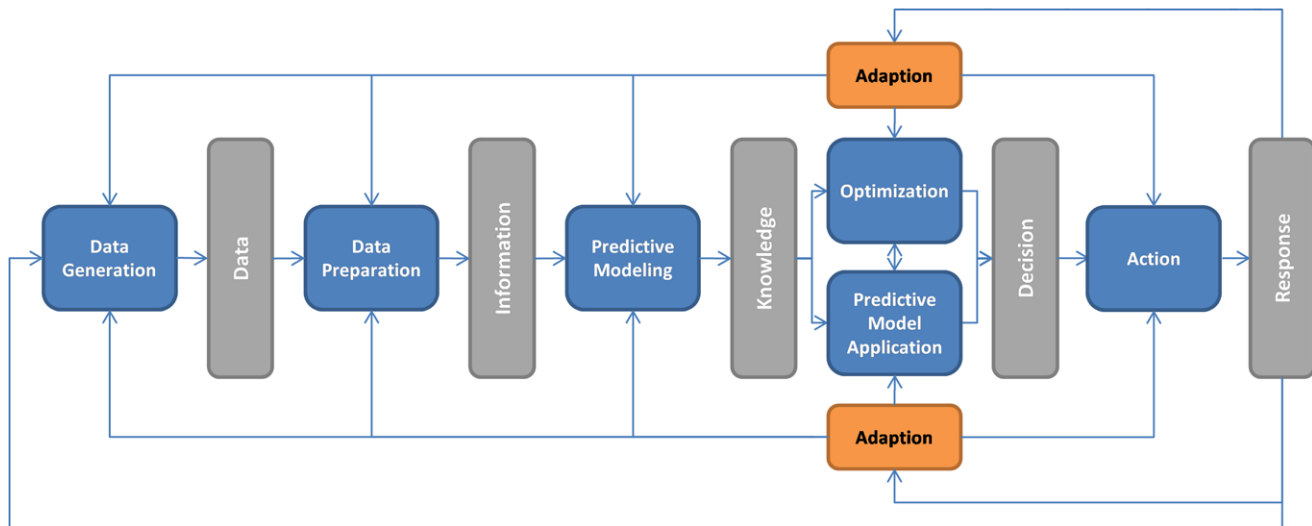 Adaption
Data
Generation
Data
Data
Preparation
Information
Predictive
Modeling
Knowledge
Optimization
Predictive
Model
Application
Decision
Action
Response
Adaption